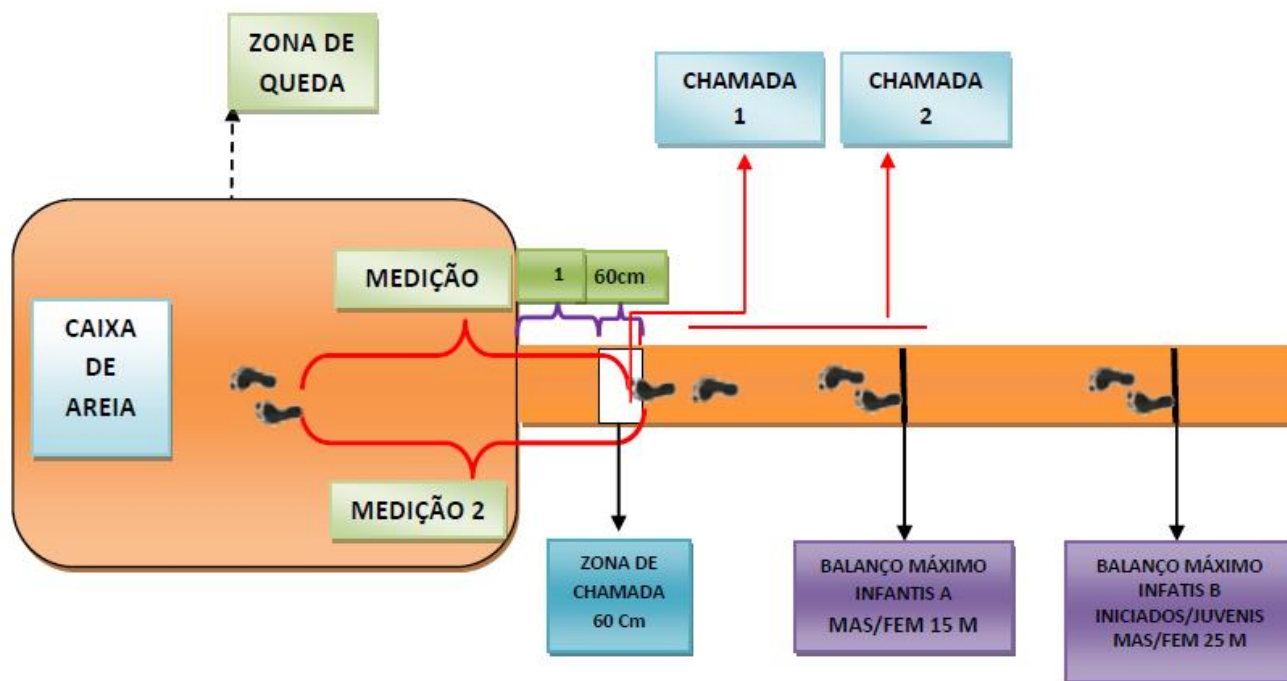 ZONA DE
QUEDA
CHAMADA
1
CHAMADA
2
MEDIÇÃO
1
60cm
CAIXA
DE
AREIA
MEDIÇÃO 2
ZONA DE
CHAMADA
60 Cm
BALANÇO MÁXIMO
INFANTIS A
MAS/FEM 15 M
BALANÇO MÁXIMO
INFATIS B
INICIADOS/JUVENIS
MAS/FEM 25 M